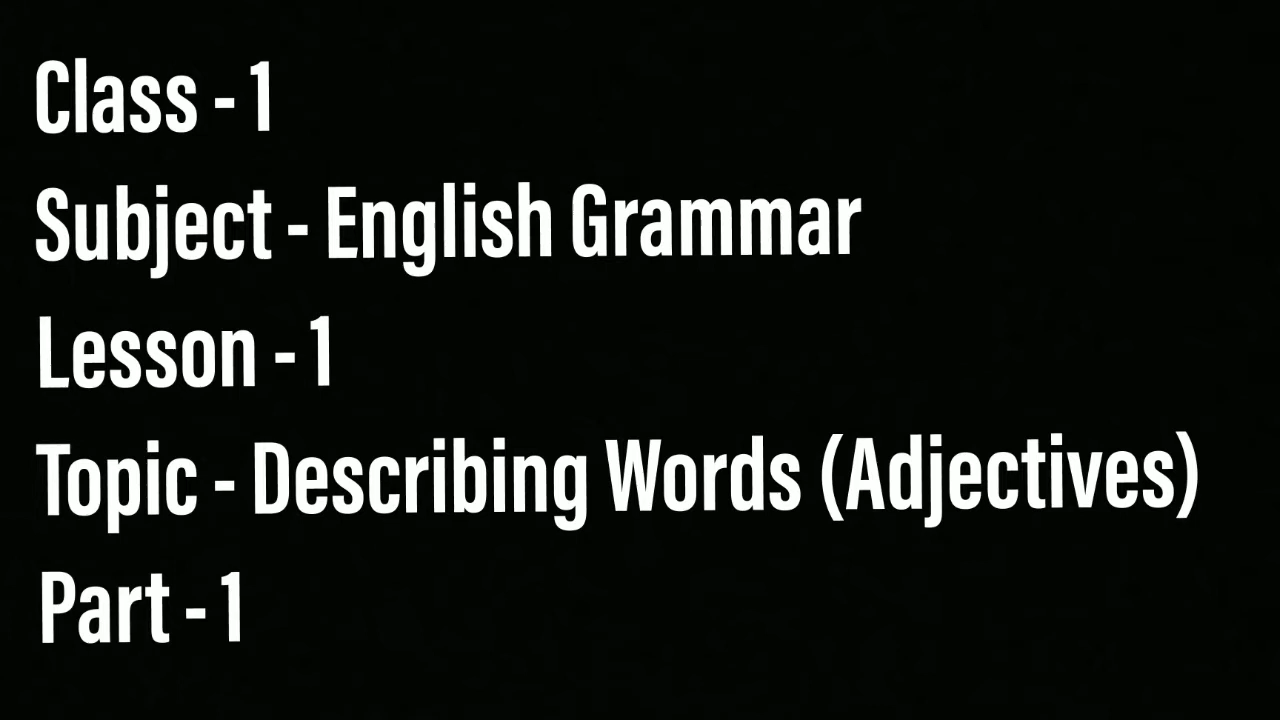 Class - 1
Subject - English Grammar
Lesson - 1
Topic - Describing Words (Adjectives)
Part - 1